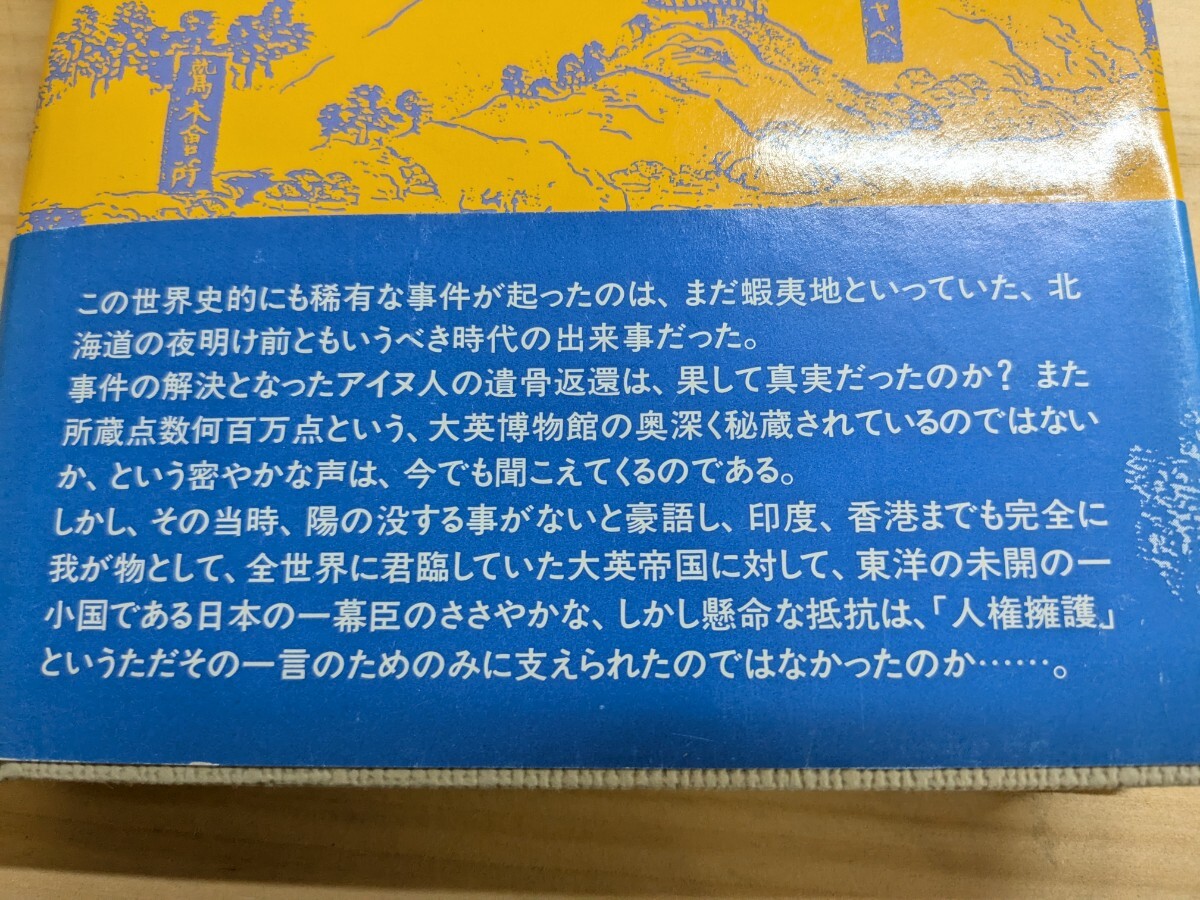 鷲木會所
ヤベ
この世界史的にも稀有な事件が起ったのは、まだ蝦夷地といっていた、北
海道の夜明け前ともいうべき時代の出来事だった。
事件の解決となったアイヌ人の遺骨返還は、果して真実だったのか? また
所蔵点数何百万点という、大英博物館の奥深く秘蔵されているのではない
か、という密やかな声は、今でも聞こえてくるのである。
しかし、その当時、陽の没する事がないと豪語し、印度、香港までも完全に
我が物として、全世界に君臨していた大英帝国に対して、東洋の未開の一
小国である日本の一幕臣のささやかな、しかし懸命な抵抗は、「人権擁護」
というただその一言のためのみに支えられたのではなかったのか……。